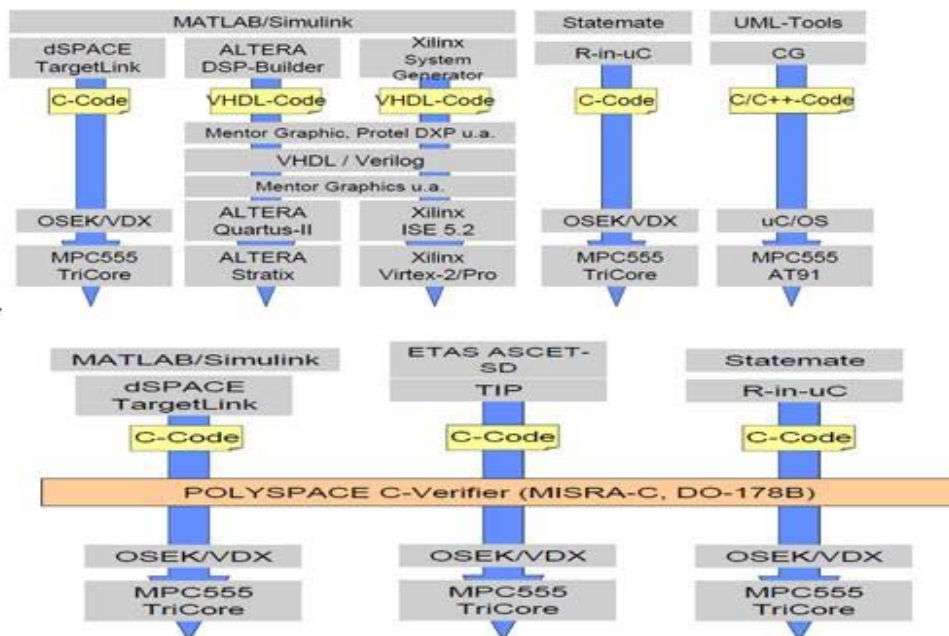 MATLAB/Simulink
Statemate
UML-Tools
dSPACE
TargetLink
ALTERA
DSP-Builder
Xilinx
System
Generator
R-in-uC
CG
C-Code
VHDL-Code
VHDL-Code
C-Code
C/C++-Code
Mentor Graphic, Protel DXP u.a.
VHDL / Verilog
Mentor Graphics u.a.
OSEK/VDX
ALTERA
Quartus-II
Xilinx
ISE 5.2
OSEK/VDX
uC/OS
MPC555
TriCore
ALTERA
Stratix
Xilinx
Virtex-2/Pro
MPC555
TriCore
MPC555
AT91
MATLAB/Simulink
ETAS ASCET-
SD
Statemate
dSPACE
TargetLink
TIP
R-in-uC
C-Code
C-Code
C-Code
POLYSPACE C-Verifier (MISRA-C, DO-178B)
OSEK/VDX
OSEK/VDX
OSEK/VDX
MPC555
TriCore
MPC555
TriCore
MPC555
TriCore